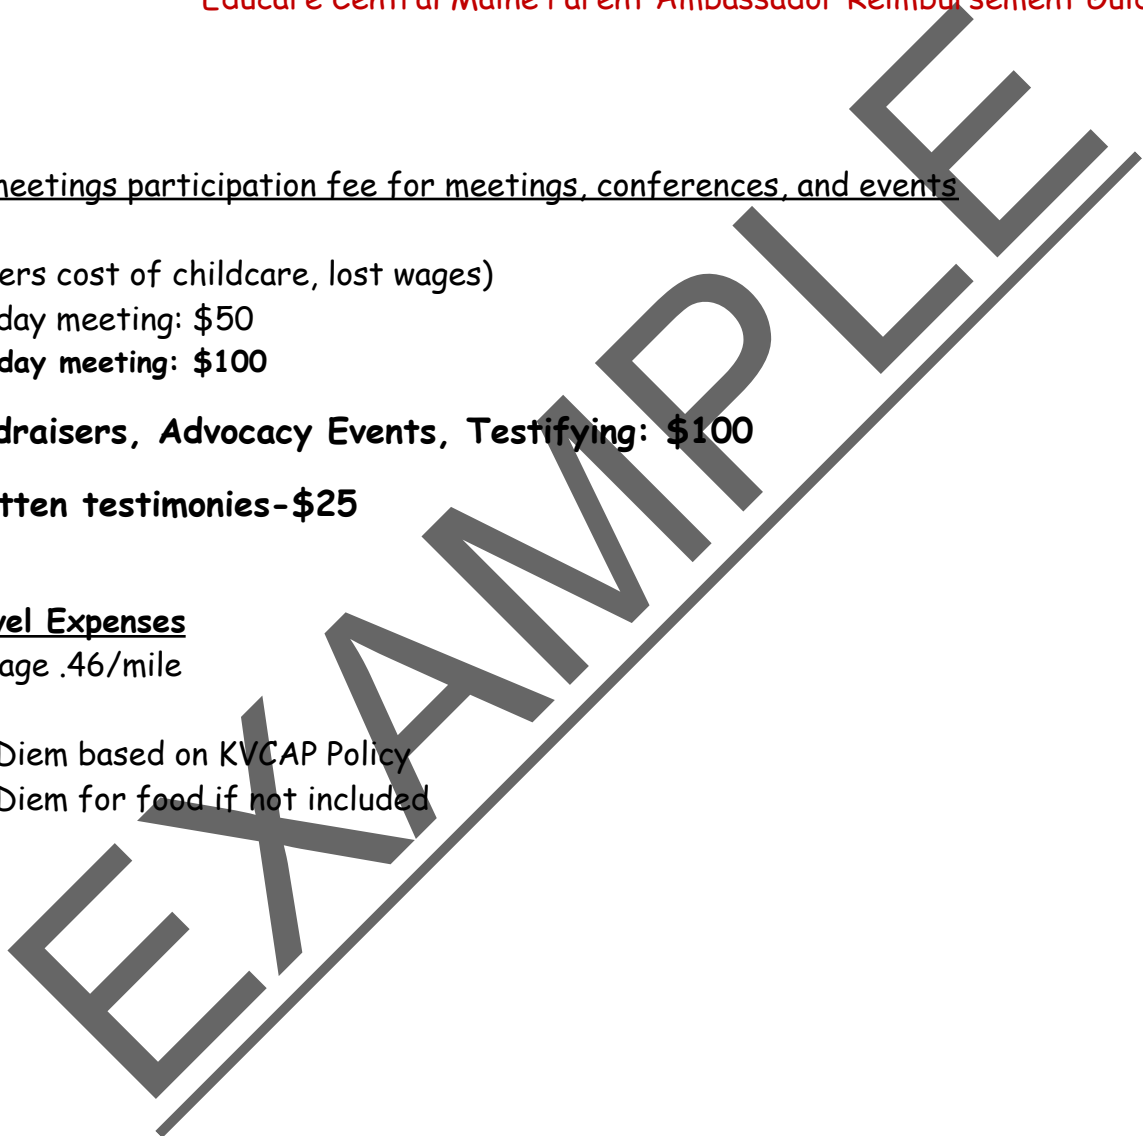 Educare Central Maine Parent Ambassador Reimbursement Guid
meetings participation fee for meetings, conferences, and events
ers cost of childcare, lost wages)
day meeting: $50
day meeting: $100
draisers, Advocacy Events, Testifying: $100
tten testimonies-$25
vel Expenses
age .46/mile
Diem based on KVCAP Policy
Diem for food if not included
EXAMPLE